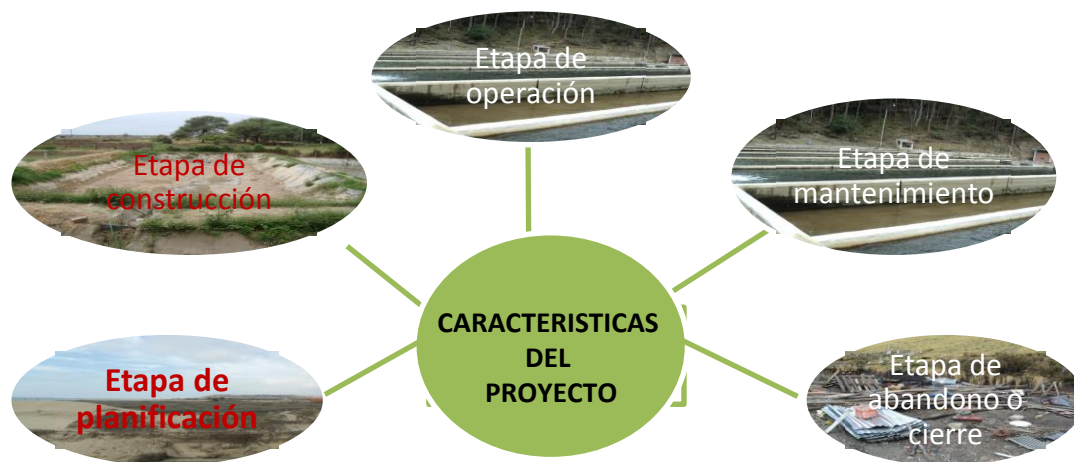 Etapa de
operación
Etapa de
construcción
Etapa de
mantenimiento
CARACTERISTICAS
DEL
PROYECTO
Etapa de
planificación
Etapa de
abandono o
cierre